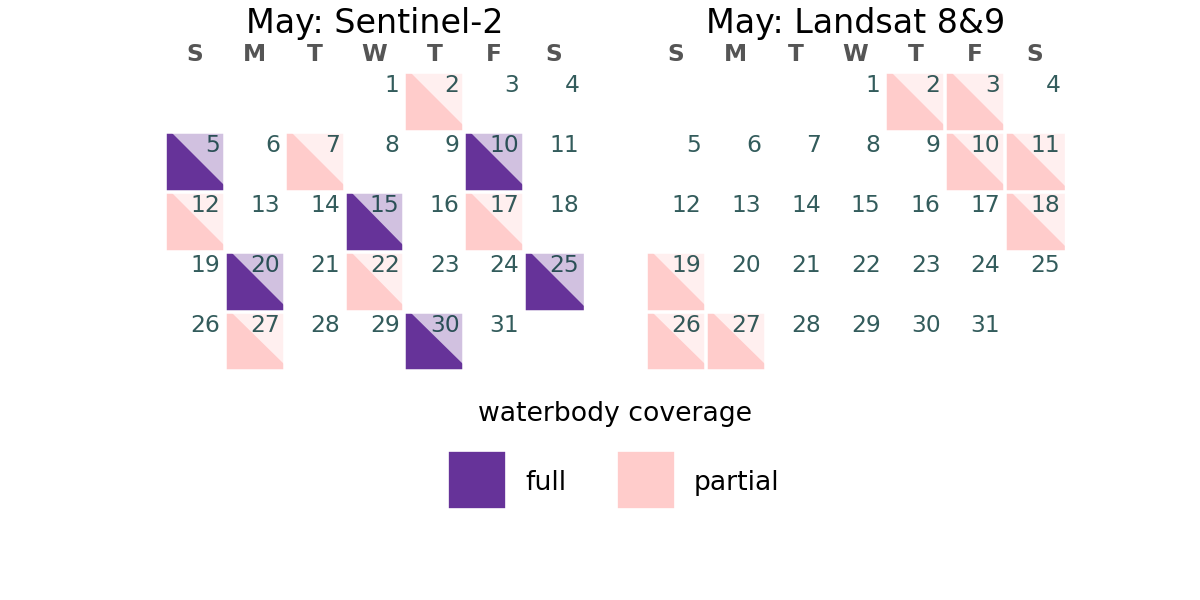 May: Sentinel-2
S M T W T F S
1 2 3 4
5 6 7 8 9 10 11
12 13 14 15 16 17 18
19 20 21 22 23 24 25
26 27 28 29 30 31
May: Landsat 8&9
S M T W T F S
1 2 3 4
5 6 7 8 9 10 11
12 13 14 15 16 17 18
19 20 21 22 23 24 25
26 27 28 29 30 31
waterbody coverage
full
partial